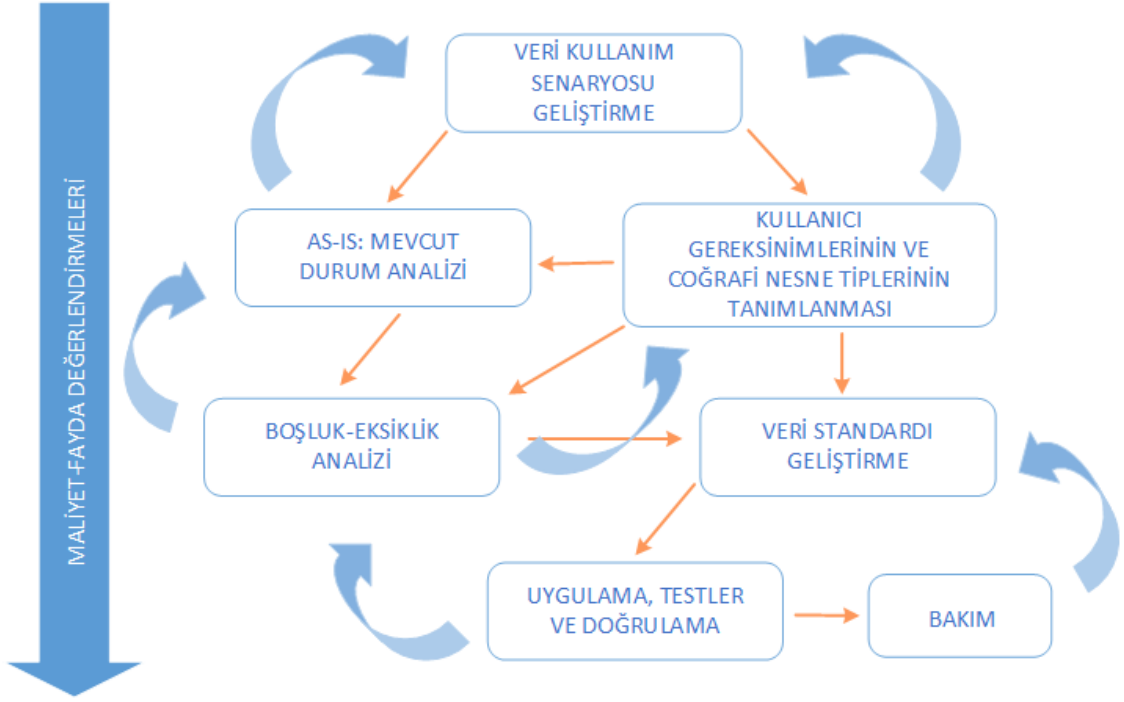 MALİYET-FAYDA DEĞERLENDİRMELERİ
VERİ KULLANIM
SENARYOSU
GELİŞTİRME
AS-IS: MEVCUT
DURUM ANALİZİ
KULLANICI
GEREKSİNİMLERİNİN VE
COĞRAFİ NESNE TİPLERİNİN
TANIMLANMASI
BOŞLUK-EKSİKLİK
ANALİZİ
VERİ STANDARDI
GELİŞTİRME
UYGULAMA, TESTLER
VE DOĞRULAMA
BAKIM